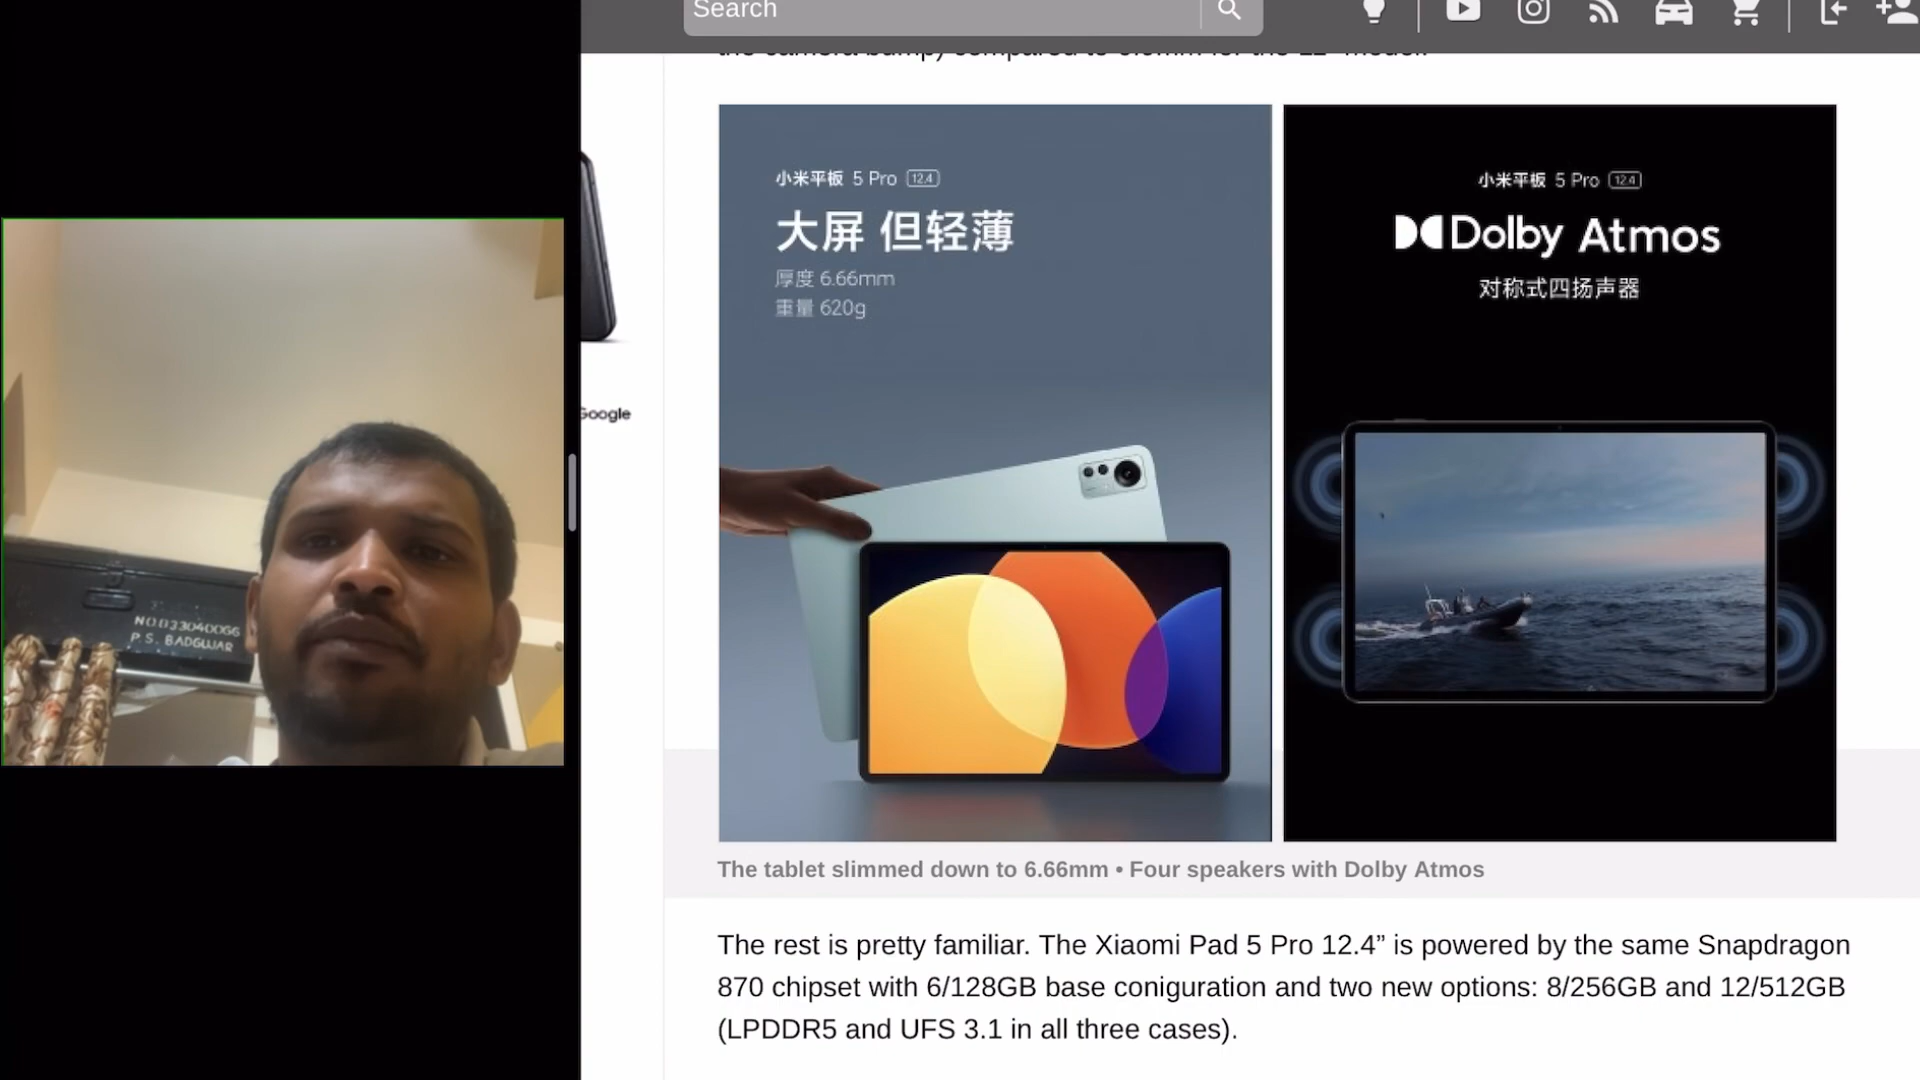 Search
小米平板 5 Pro 12.4
大屏 但轻薄
厚度 6.66mm
重量 620g
小米平板 5 Pro 12.4
Dolby Atmos
对称式四扬声器
Google
NO.033040066
P.S. BADGUJAR
The tablet slimmed down to 6.66mm • Four speakers with Dolby Atmos
The rest is pretty familiar. The Xiaomi Pad 5 Pro 12.4” is powered by the same Snapdragon
870 chipset with 6/128GB base coniguration and two new options: 8/256GB and 12/512GB
(LPDDR5 and UFS 3.1 in all three cases).